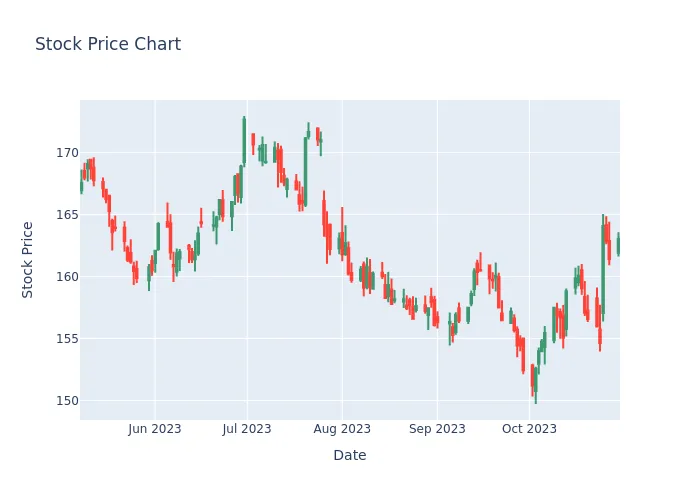 Stock Price Chart
170
165
160
155
150
Stock Price
Jun 2023
Jul 2023
Aug 2023
Sep 2023
Oct 2023
Date